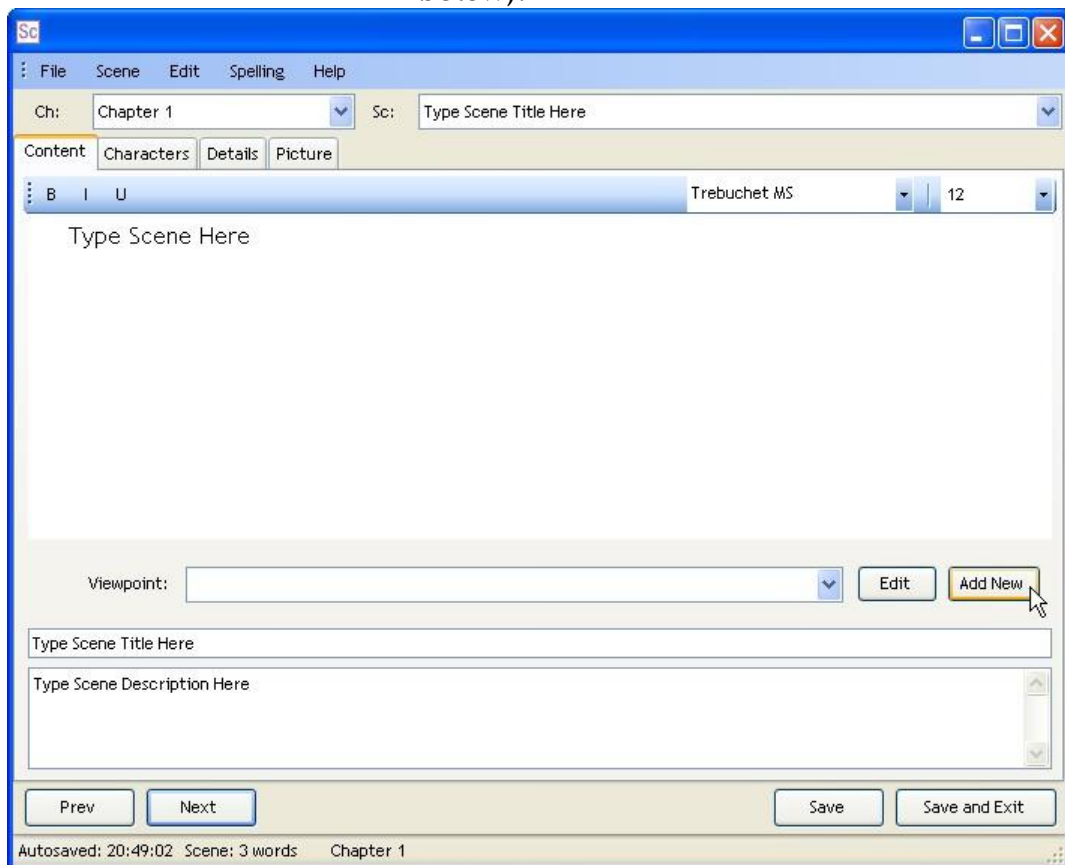 below).
Sc
File Scene Edit Spelling Help
Ch: Chapter 1 Sc: Type Scene Title Here
Content Characters Details Picture
B I U Trebuchet MS 12
Type Scene Here
Viewpoint: Edit Add New
Type Scene Title Here
Type Scene Description Here
Prev Next Save Save and Exit
Autosaved: 20:49:02 Scene: 3 words Chapter 1